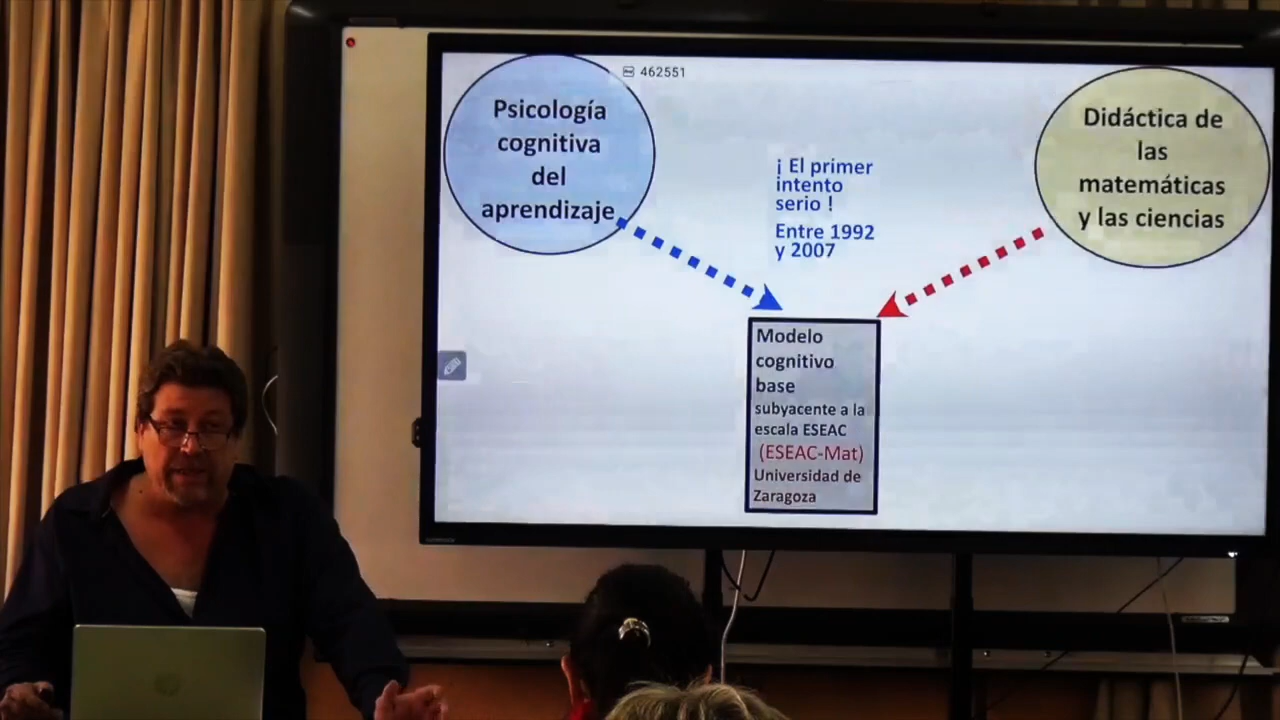 462551
Psicología
cognitiva
del
aprendizaje
¡ El primer
intento
serio !
Entre 1992
y 2007
Didáctica de
las
matemáticas
y las ciencias
Modelo
cognitivo
base
subyacente a la
escala ESEAC
(ESEAC-Mat)
Universidad de
Zaragoza